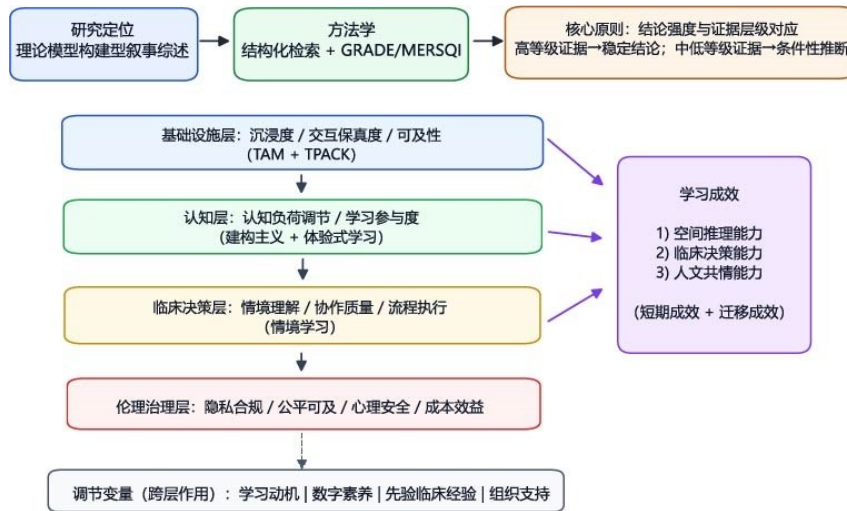 研究定位
理论模型构建型叙事综述
方法学
结构化检索 + GRADE/MERSQI
核心原则：结论强度与证据层级对应
高等级证据→稳定结论；中低等级证据→条件性推断
基础设施层：沉浸度 / 交互保真度 / 可及性
(TAM + TPACK)
认知层：认知负荷调节 / 学习参与度
(建构主义 + 体验式学习)
临床决策层：情境理解 / 协作质量 / 流程执行
(情境学习)
伦理治理层：隐私合规 / 公平可及 / 心理安全 / 成本效益
学习成效
1) 空间推理能力
2) 临床决策能力
3) 人文共情能力
(短期成效 + 迁移成效)
调节变量（跨层作用）：学习动机 | 数字素养 | 先验临床经验 | 组织支持